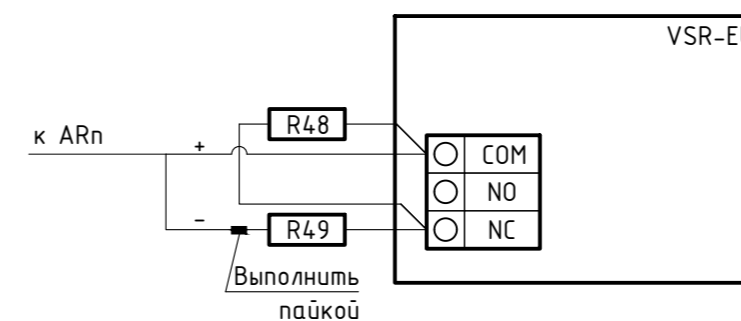 VSR-E
R48
к ARn
+
COM
NO
–
R49
NC
Выполнить
пайкой